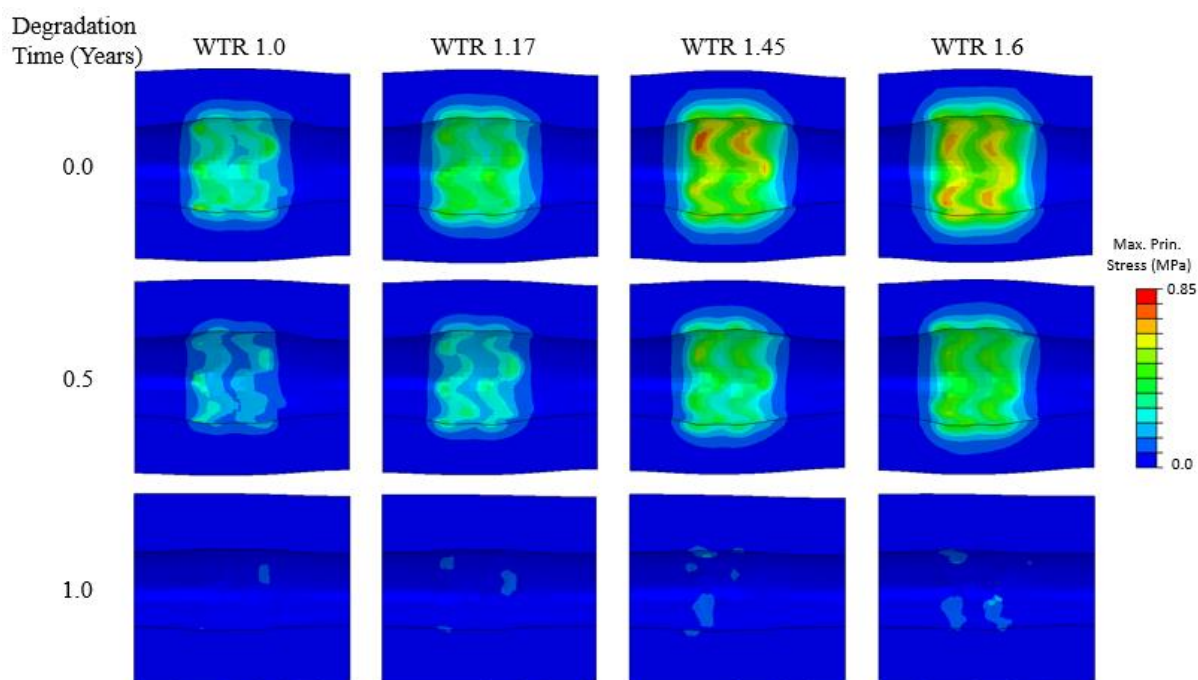 Degradation
Time (Years)
WTR 1.0
WTR 1.17
WTR 1.45
WTR 1.6
0.0
Max. Prin.
Stress (MPa)
0.85
0.5
0.0
1.0